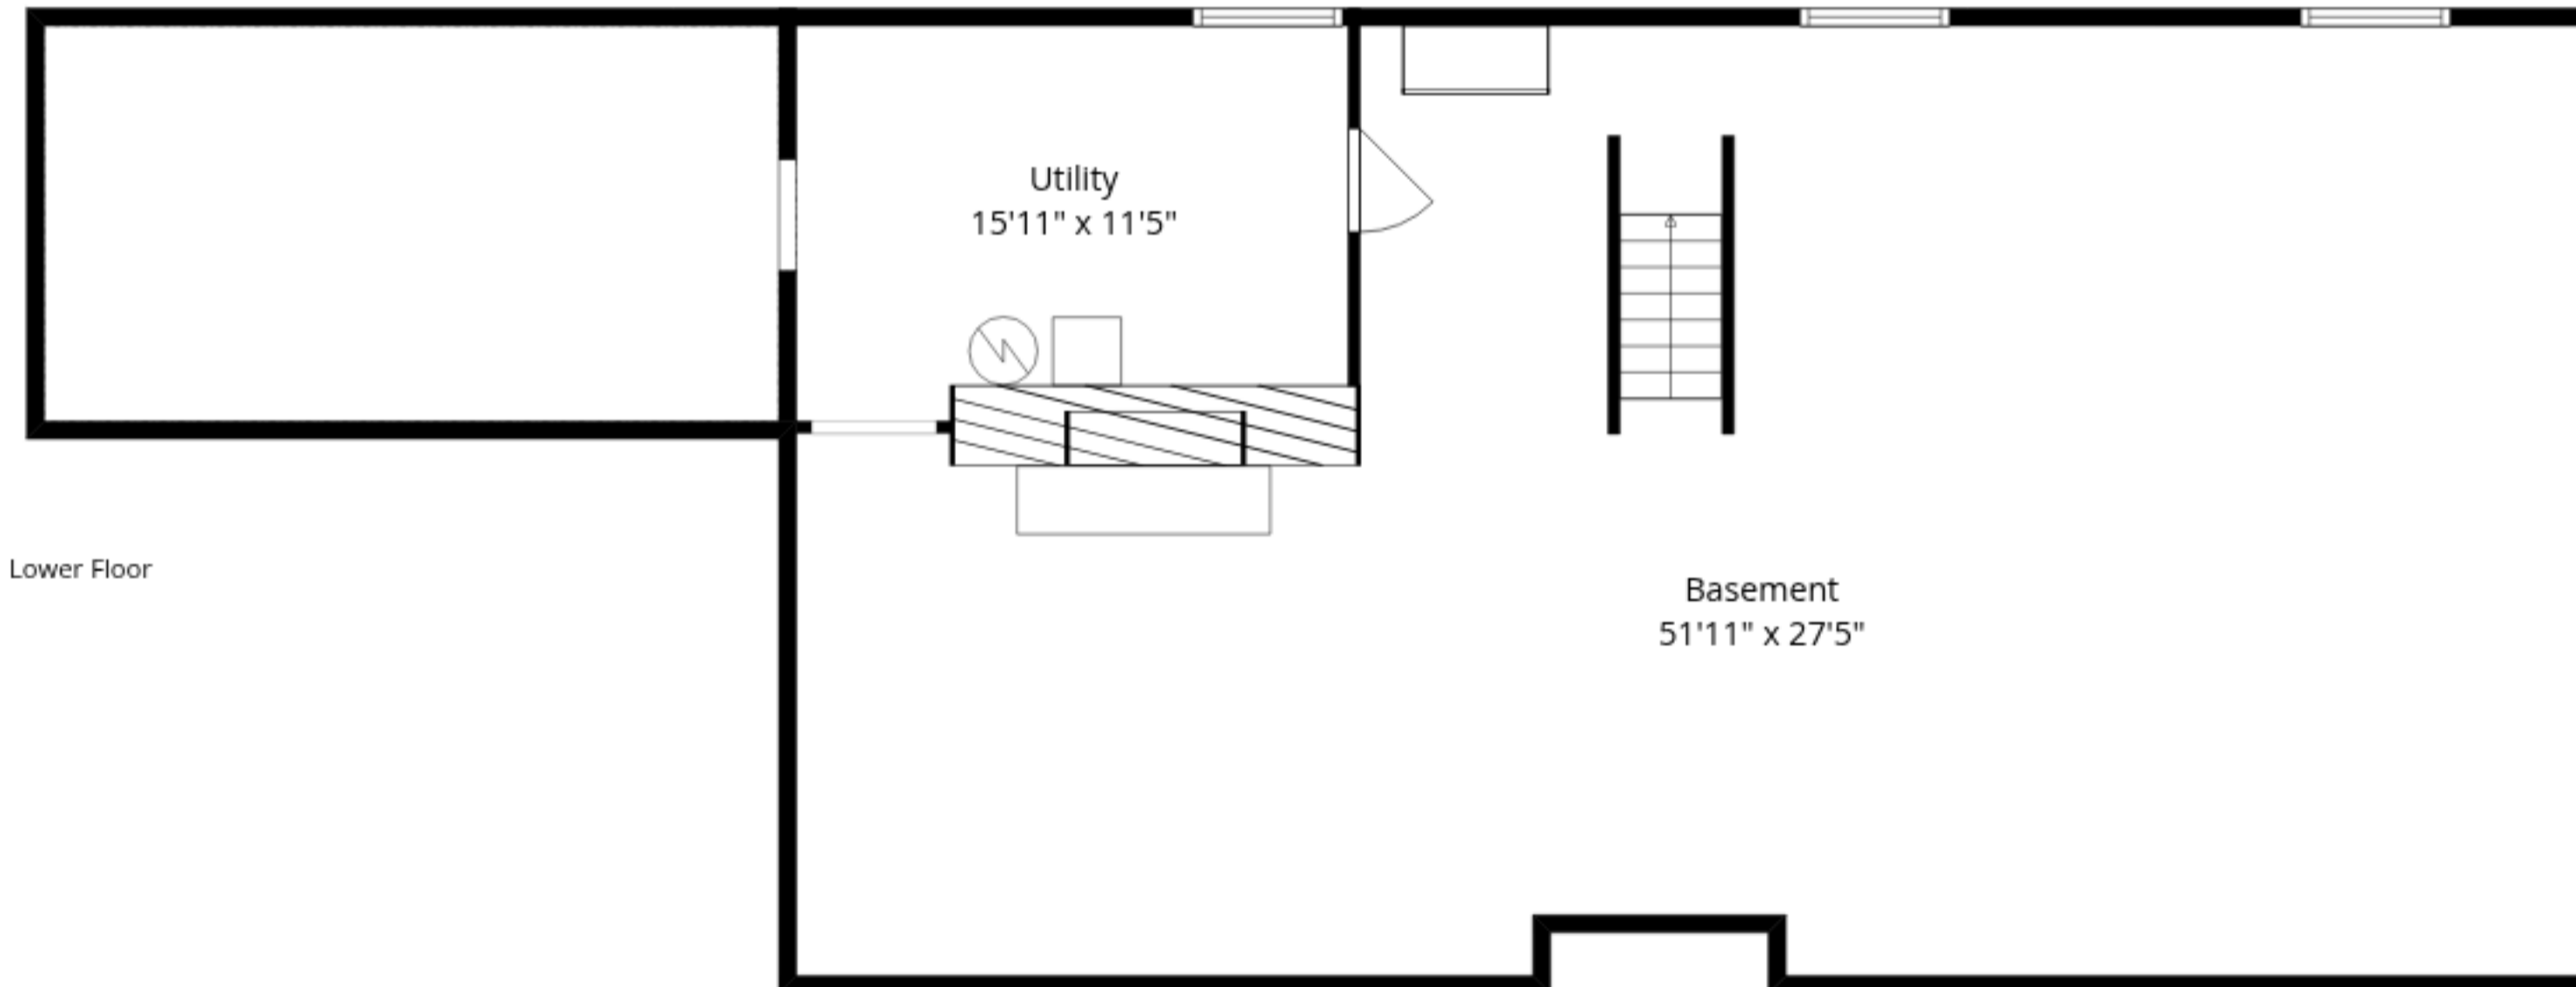 Utility
15'11" x 11'5"
Lower Floor
Basement
51'11" x 27'5"